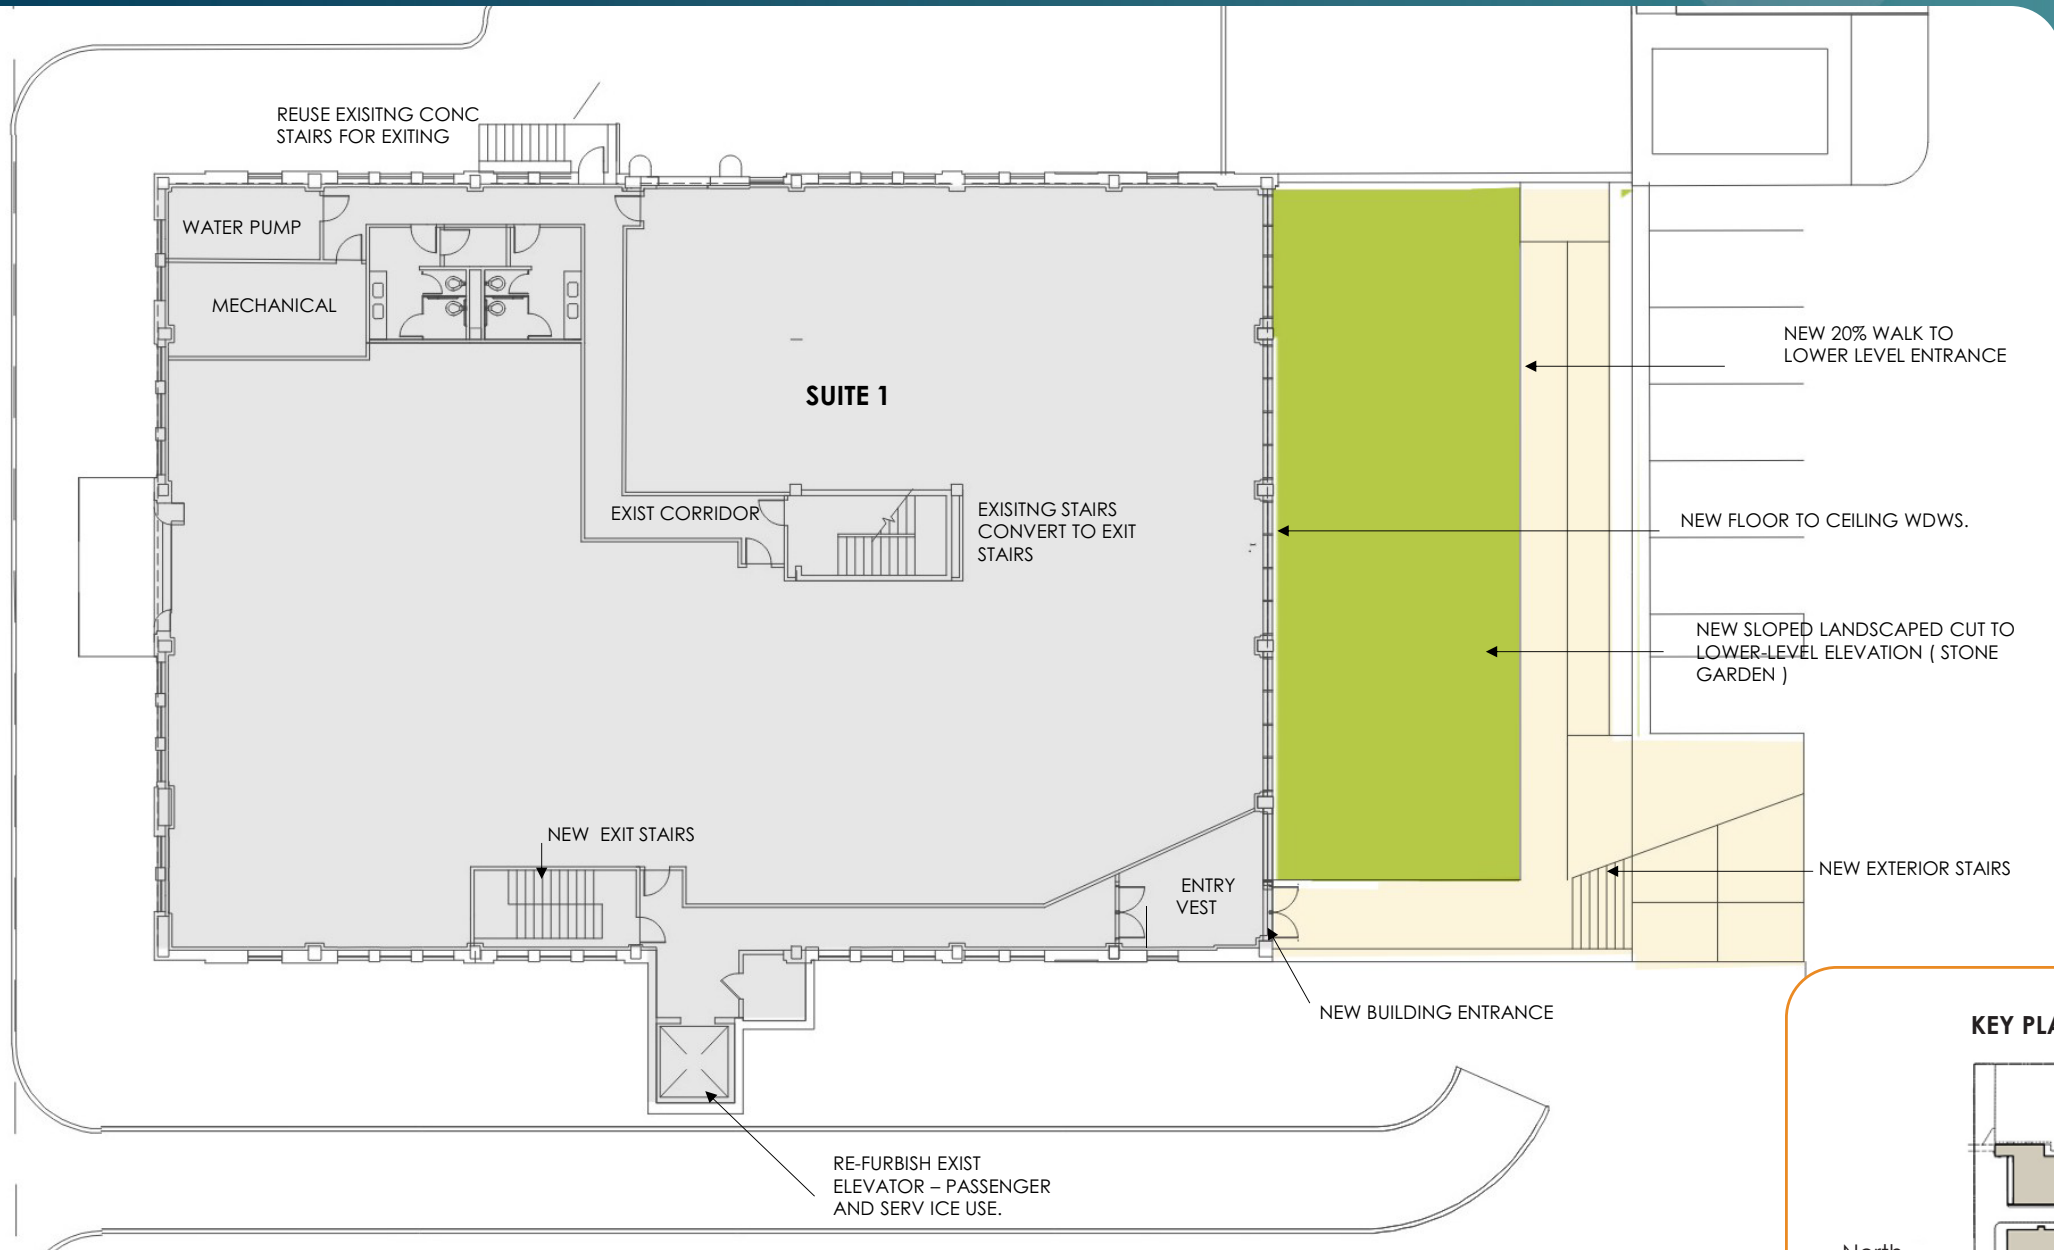 REUSE EXISITNG CONC
STAIRS FOR EXITING
WATER PUMP
MECHANICAL
SUITE 1
NEW 20% WALK TO
LOWER LEVEL ENTRANCE
EXIST CORRIDOR
EXISITNG STAIRS
CONVERT TO EXIT
STAIRS
NEW FLOOR TO CEILING WDWS.
NEW SLOPED LANDSCAPED CUT TO
LOWER-LEVEL ELEVATION ( STONE
GARDEN )
NEW EXIT STAIRS
ENTRY
VEST
NEW EXTERIOR STAIRS
NEW BUILDING ENTRANCE
KEY PLA
RE-FURBISH EXIST
ELEVATOR – PASSENGER
AND SERV ICE USE.
North